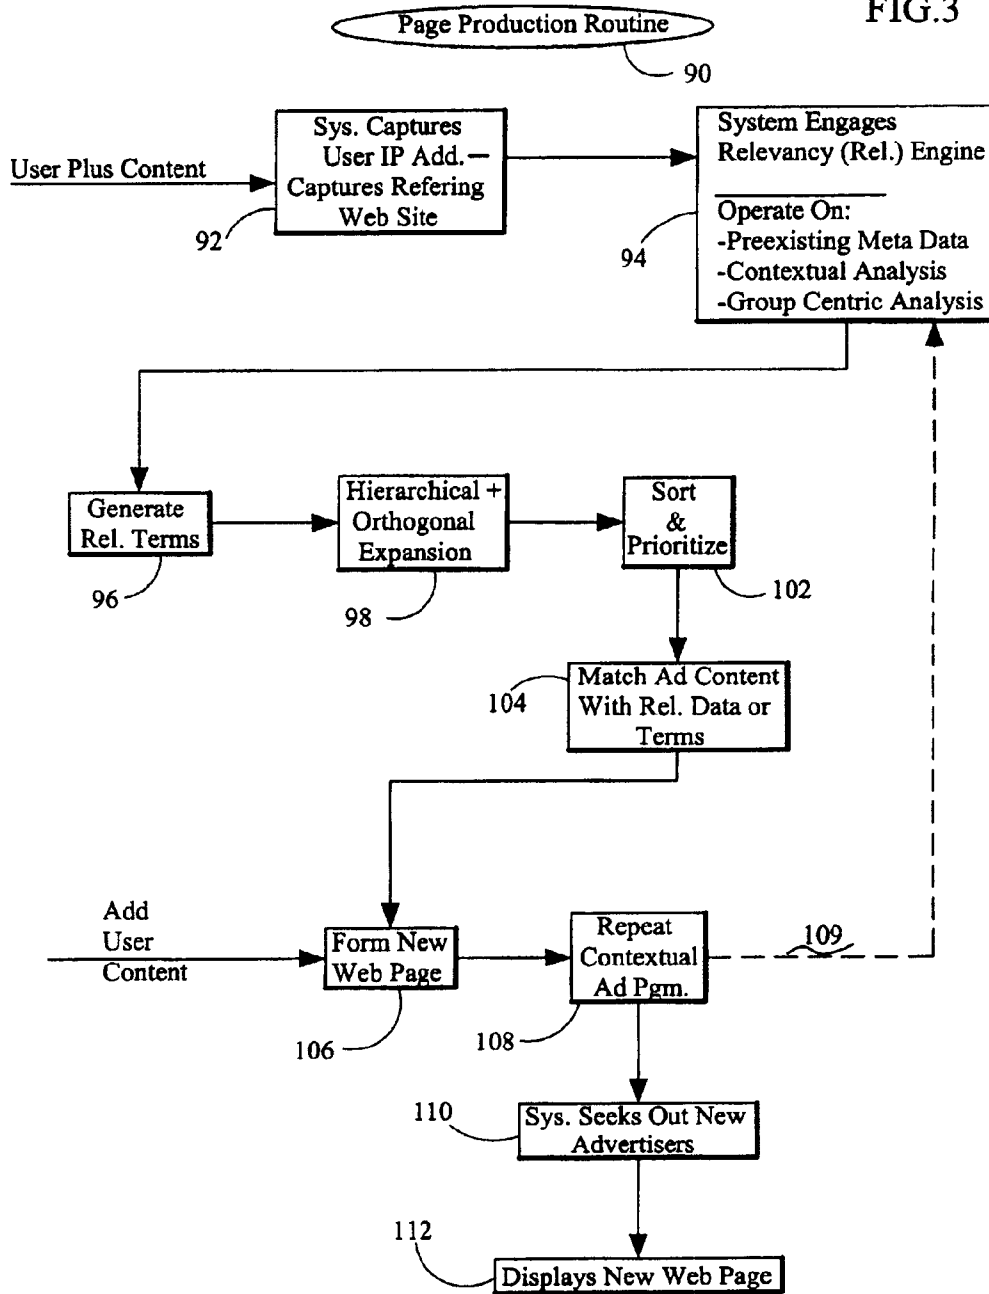 FIG.3
Page Production Routine
90
User Plus Content
Sys. Captures
User IP Add.—
Captures Refering
Web Site
92
System Engages
Relevancy (Rel.) Engine
Operate On:
-Preexisting Meta Data
-Contextual Analysis
-Group Centric Analysis
94
Generate
Rel. Terms
96
Hierarchical +
Orthogonal
Expansion
98
Sort
&
Prioritize
102
Match Ad Content
With Rel. Data or
Terms
104
Add
User
Content
Form New
Web Page
106
Repeat
Contextual
Ad Pgm.
108
109
Sys. Seeks Out New
Advertisers
110
Displays New Web Page
112